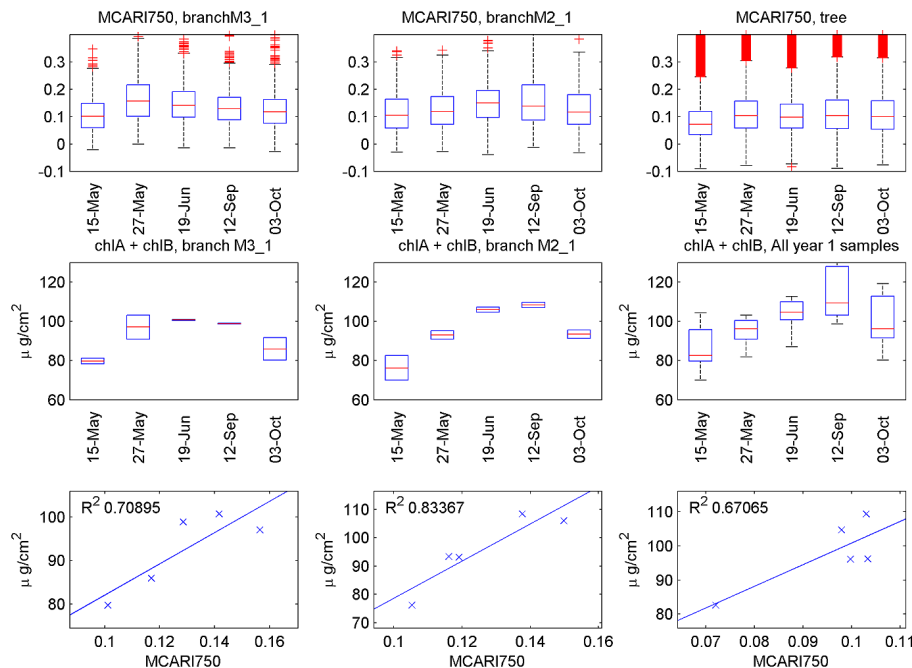 MCARI750, branchM3_1
MCARI750, branchM2_1
MCARI750, tree
0.3
0.2
0.1
0
-0.1
15-May
27-May
19-Jun
12-Sep
03-Oct
0.3
0.2
0.1
0
-0.1
15-May
27-May
19-Jun
12-Sep
03-Oct
0.3
0.2
0.1
0
-0.1
15-May
27-May
19-Jun
12-Sep
03-Oct
chlA + chlB, branch M3_1
chlA + chlB, branch M2_1
chlA + chlB, All year 1 samples
μ g/cm²
120
100
80
60
15-May
27-May
19-Jun
12-Sep
03-Oct
μ g/cm²
120
100
80
60
15-May
27-May
19-Jun
12-Sep
03-Oct
μ g/cm²
120
100
80
60
15-May
27-May
19-Jun
12-Sep
03-Oct
R² 0.70895
μ g/cm²
100
90
80
0.1
0.12
0.14
0.16
MCARI750
R² 0.83367
μ g/cm²
110
100
90
80
70
0.1
0.12
0.14
0.16
MCARI750
R² 0.67065
μ g/cm²
110
100
90
80
0.07
0.08
0.09
0.1
0.11
MCARI750